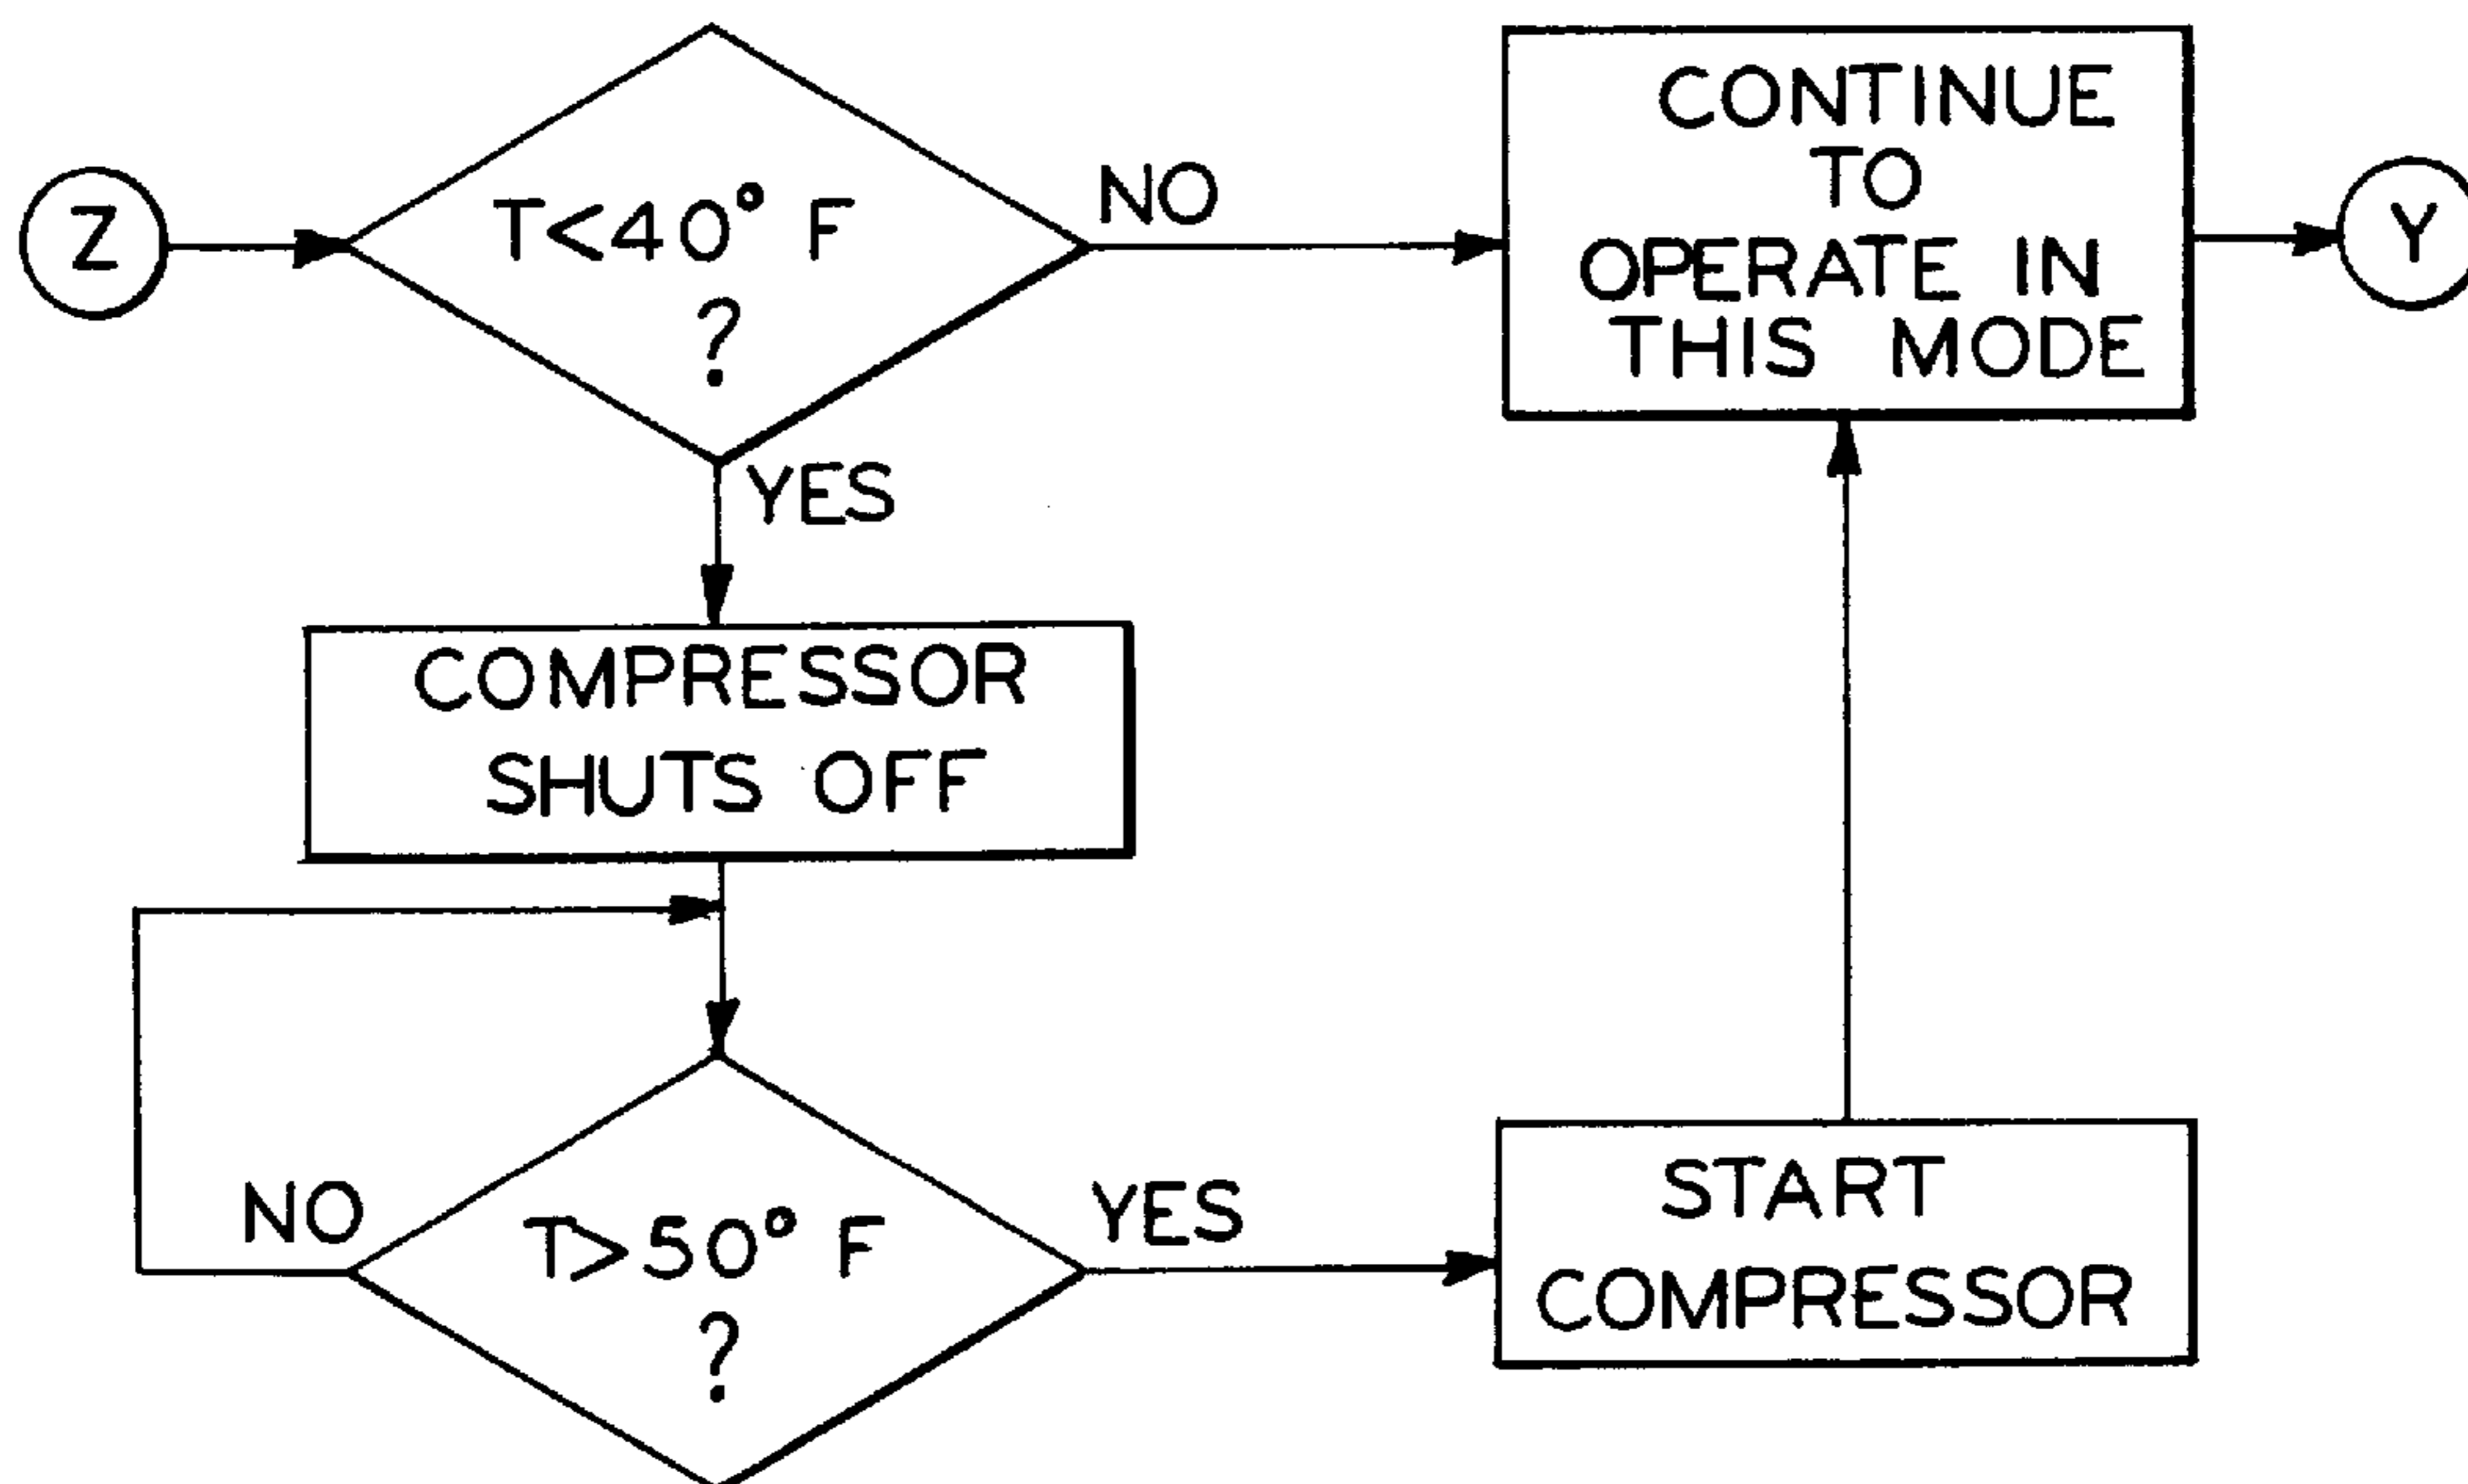 Z
T<40° F
?
NO
CONTINUE
TO
OPERATE IN
THIS MODE
Y
YES
COMPRESSOR
SHUTS OFF
NO
T>50° F
?
YES
START
COMPRESSOR